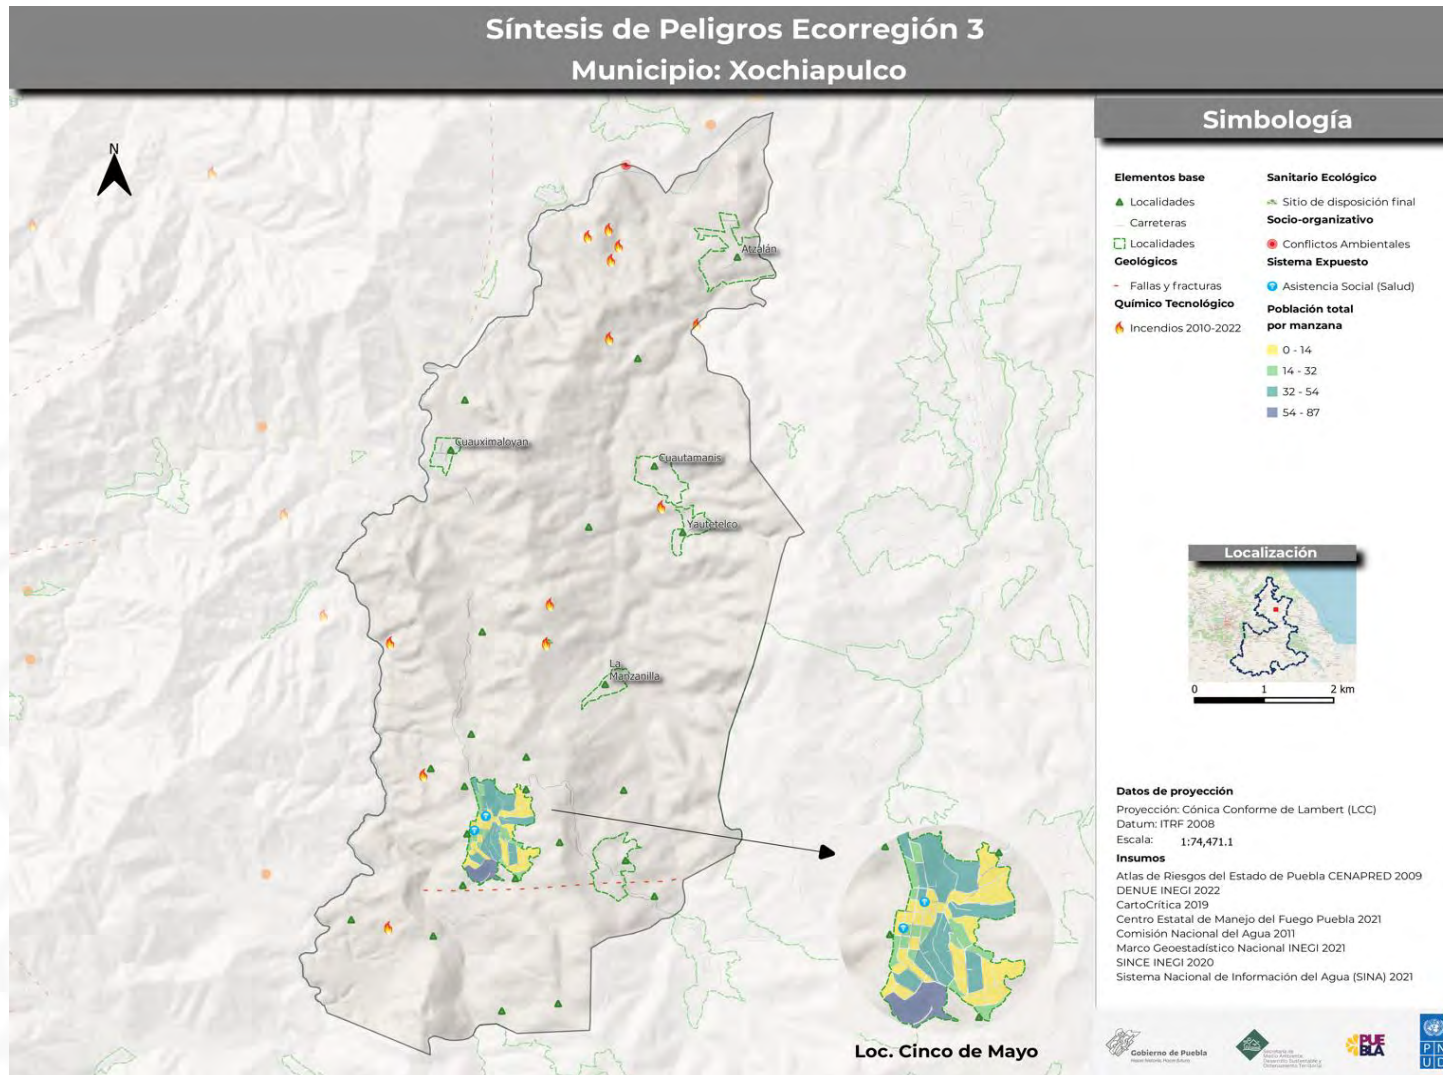 Síntesis de Peligros Ecorregión 3
Municipio: Xochiapulco
Simbología
Elementos base
Localidades
Carreteras
Localidades
Geológicos
Fallas y fracturas
Químico Tecnológico
Incendios 2010-2022
Sanitario Ecológico
Sitio de disposición final
Socio-organizativo
Conflictos Ambientales
Sistema Expuesto
Asistencia Social (Salud)
Población total
por manzana
0 - 14
14 - 32
32 - 54
54 - 87
N
Atzalán
Cuauximaloyan
Cuautamanis
Yautetelco
La
Manzanilla
Loc. Cinco de Mayo
Localización
0 1 2 km
Datos de proyección
Proyección: Cónica Conforme de Lambert (LCC)
Datum: ITRF 2008
Escala: 1:74,471.1
Insumos
Atlas de Riesgos del Estado de Puebla CENAPRED 2009
DENUE INEGI 2022
CartoCrítica 2019
Centro Estatal de Manejo del Fuego Puebla 2021
Comisión Nacional del Agua 2011
Marco Geoestadístico Nacional INEGI 2021
SINCE INEGI 2020
Sistema Nacional de Información del Agua (SINA) 2021
Gobierno de Puebla
PUE
BLA
P N
U D